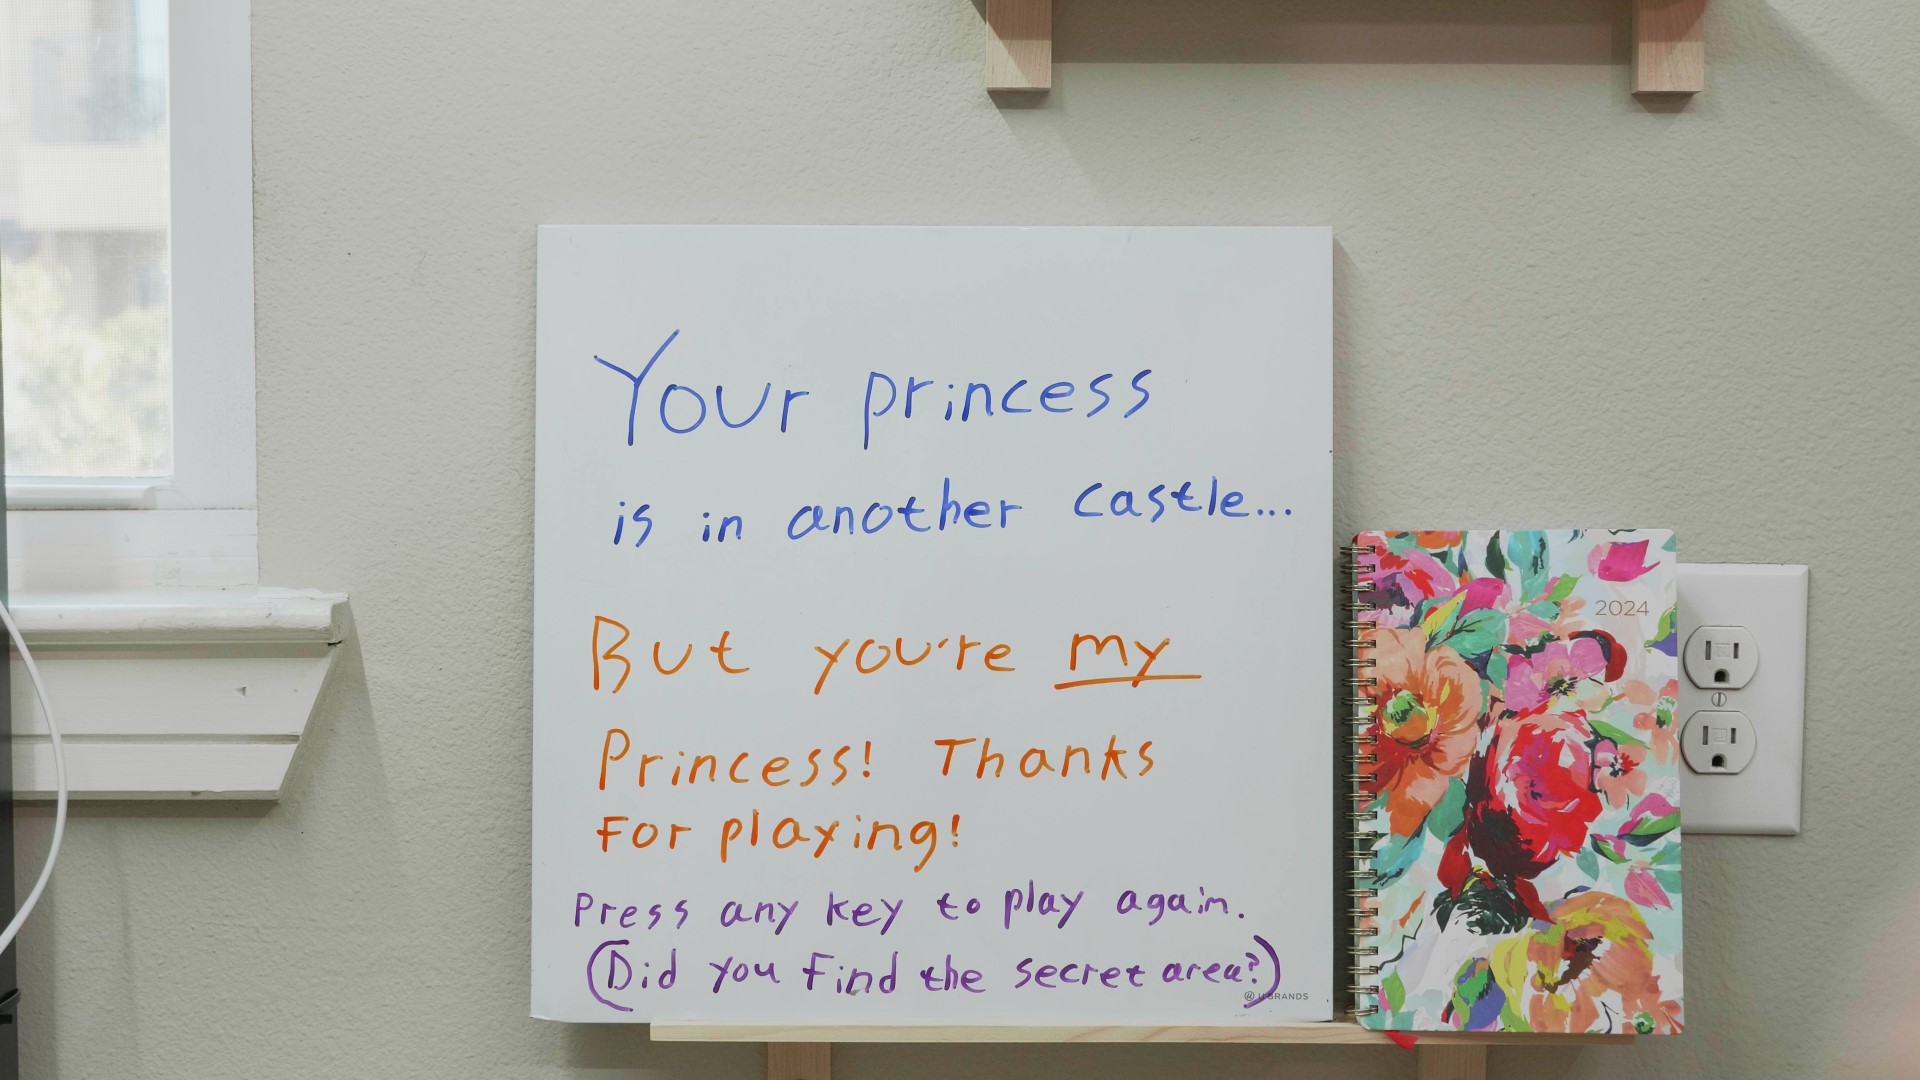 Your princess
is in another castle...
But you're my
Princess! Thanks
For playing!
Press any key to play again.
(Did you find the secret area?)
U BRANDS
2024